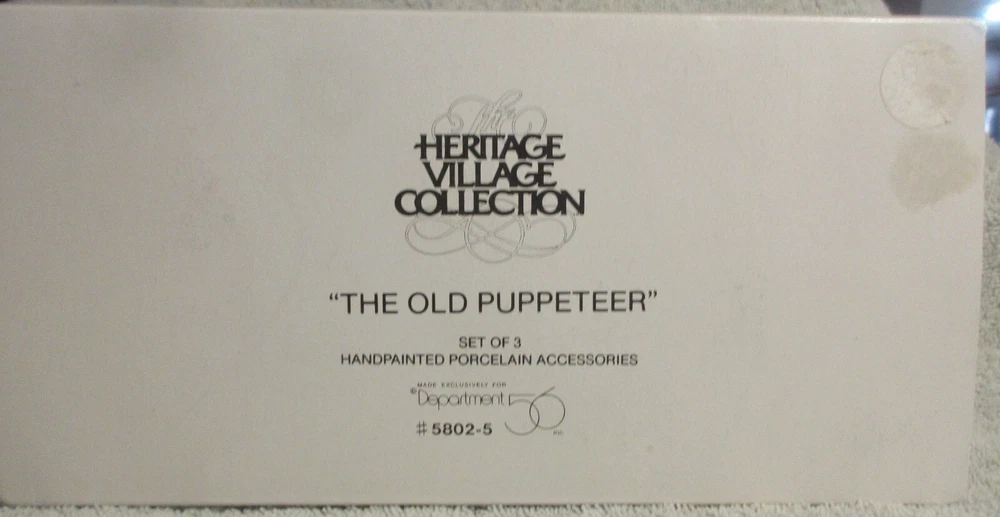 The
HERITAGE
VILLAGE
COLLECTION
"THE OLD PUPPETEER"
SET OF 3
HANDPAINTED PORCELAIN ACCESSORIES
MADE EXCLUSIVELY FOR
©Department 56 inc.
#5802-5